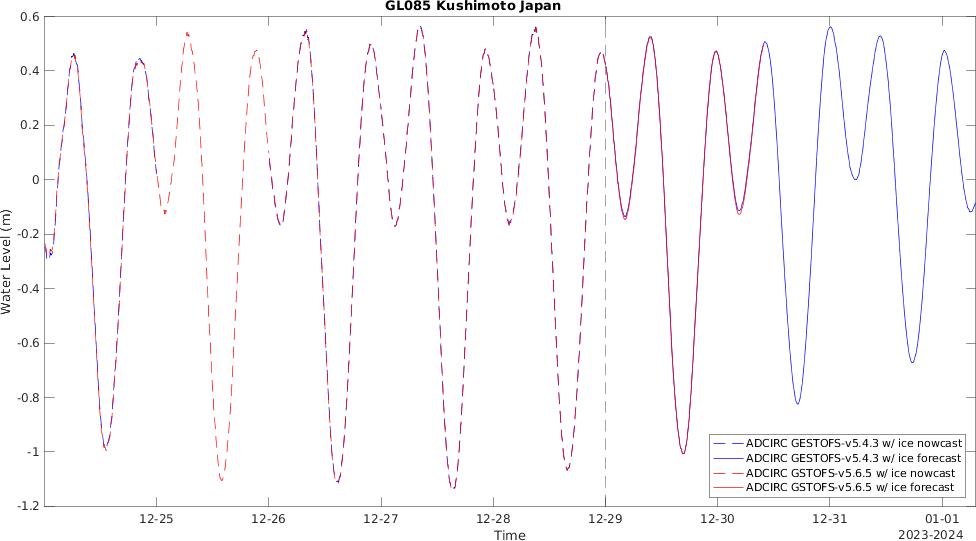 GL085 Kushimoto Japan
0.6
0.4
0.2
0
-0.2
-0.4
-0.6
-0.8
-1
-1.2
Water Level (m)
12-25
12-26
12-27
12-28
12-29
12-30
12-31
01-01
Time
2023-2024
ADCIRC GESTOFS-v5.4.3 w/ ice nowcast
ADCIRC GESTOFS-v5.4.3 w/ ice forecast
ADCIRC GSTOFS-v5.6.5 w/ ice nowcast
ADCIRC GSTOFS-v5.6.5 w/ ice forecast